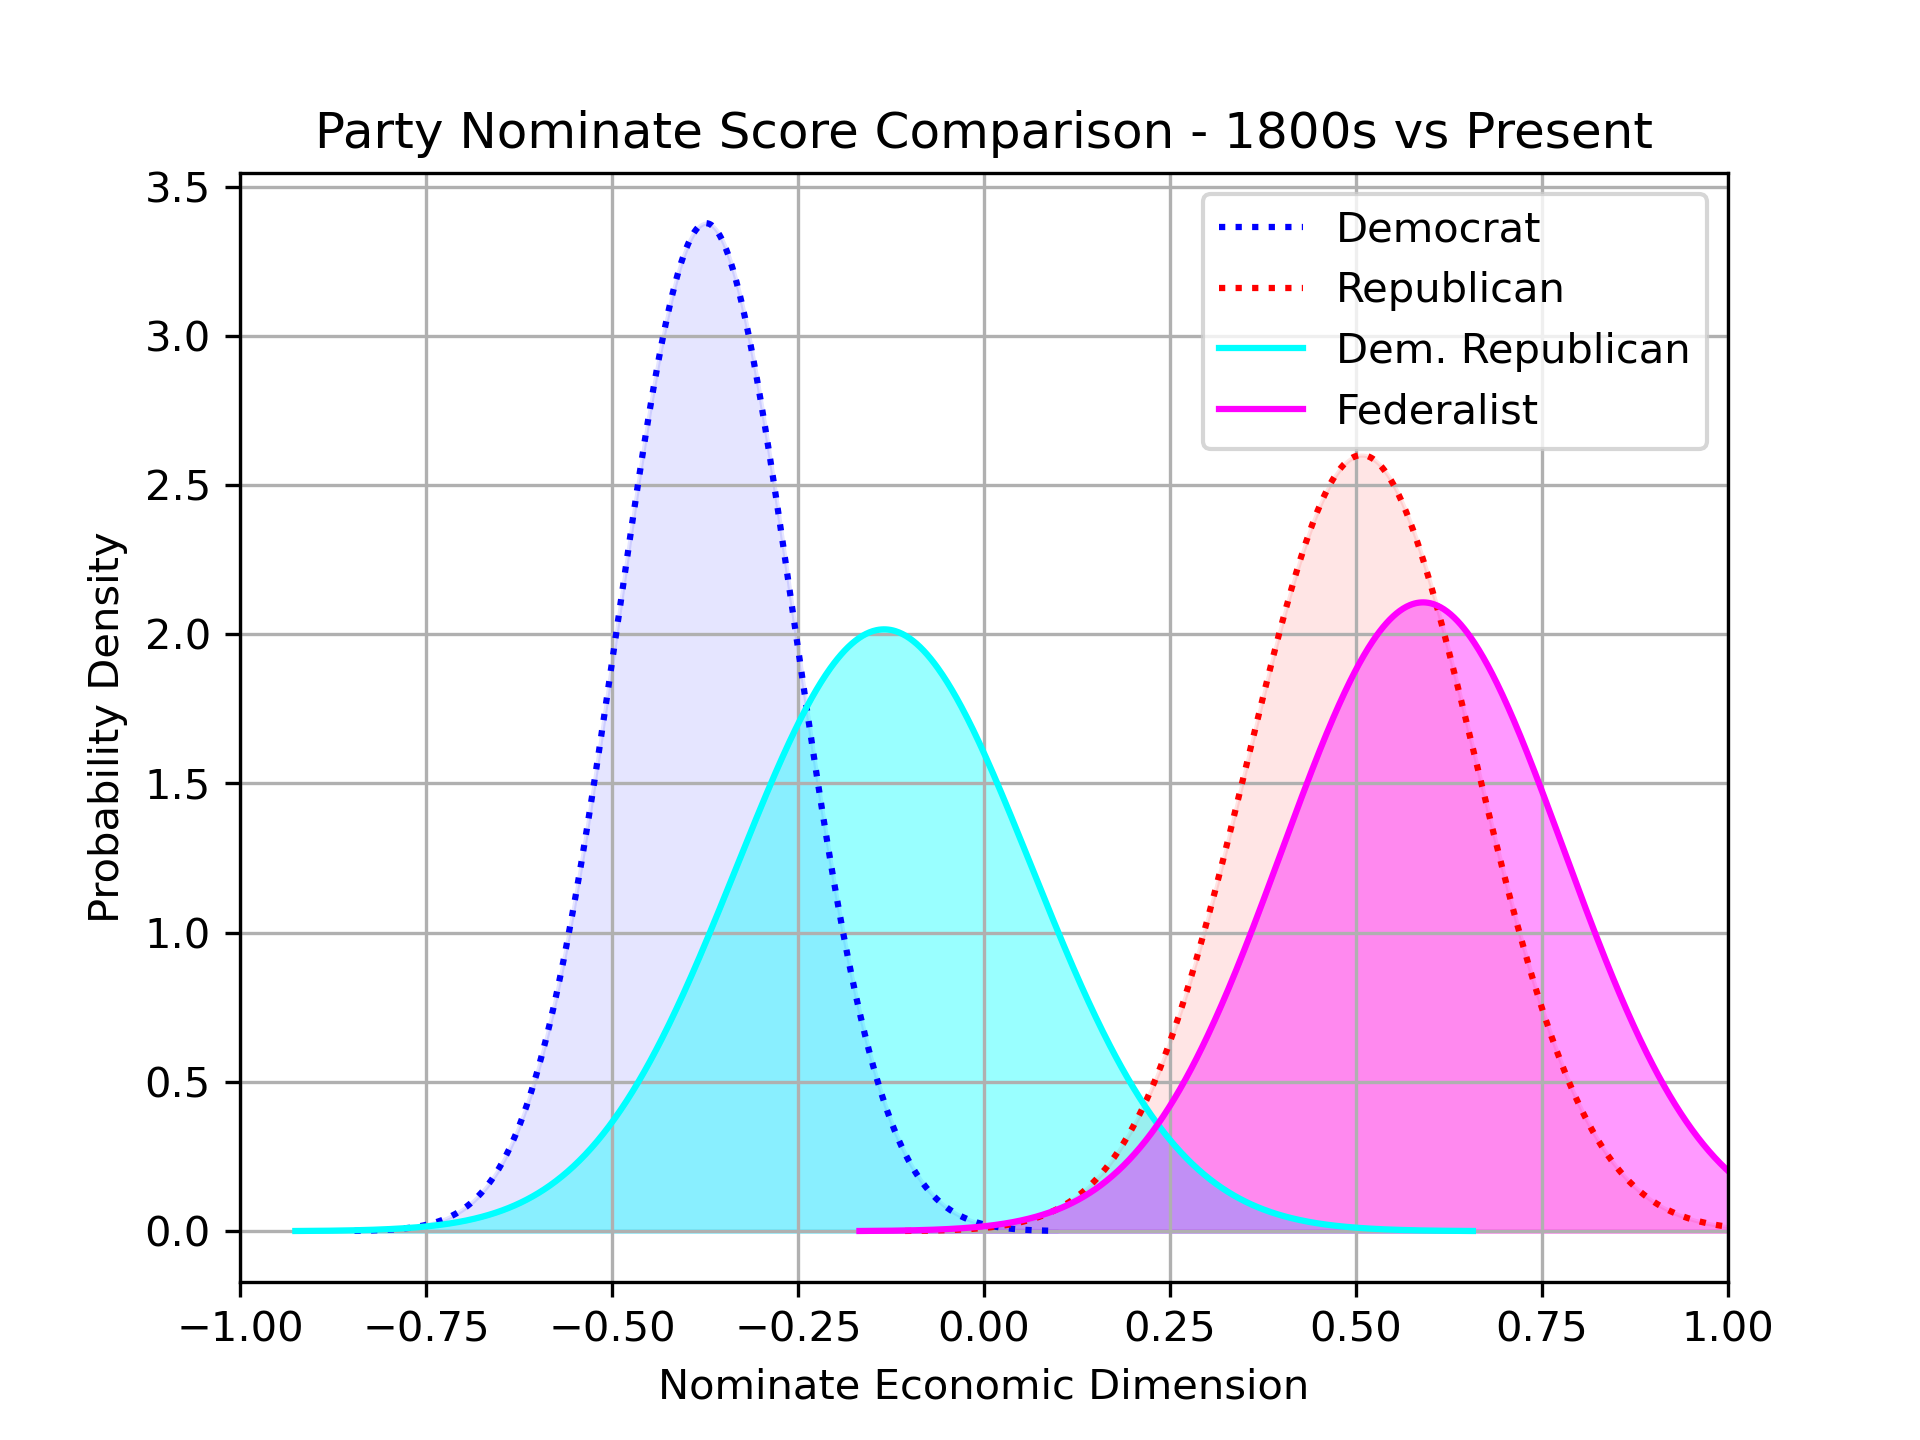 Party Nominate Score Comparison - 1800s vs Present
3.5
3.0
2.5
2.0
1.5
1.0
0.5
0.0
Probability Density
Democrat
Republican
Dem. Republican
Federalist
−1.00 −0.75 −0.50 −0.25 0.00 0.25 0.50 0.75 1.00
Nominate Economic Dimension